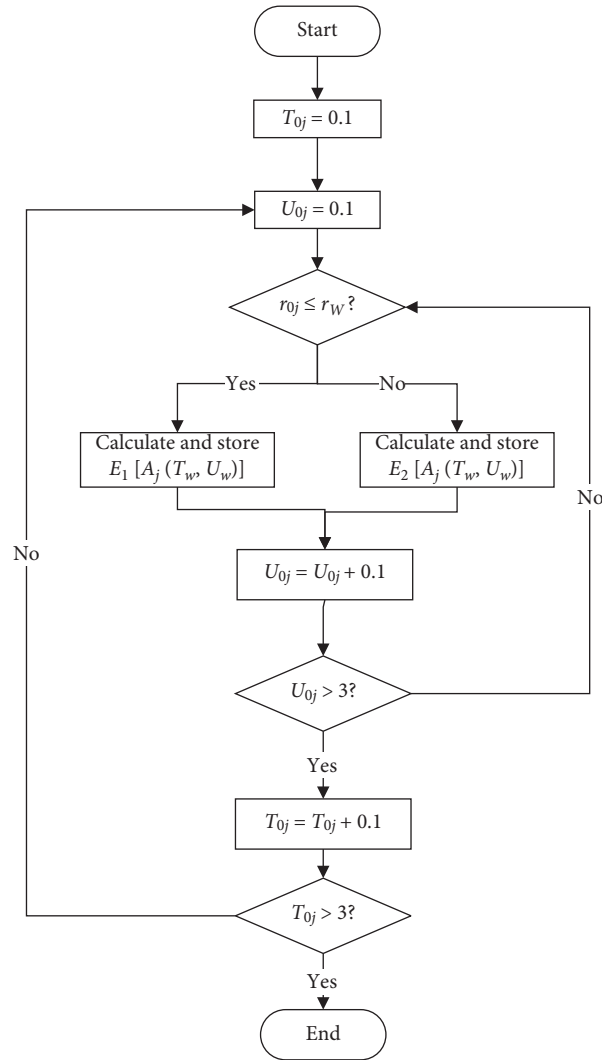 Start
T0j = 0.1
U0j = 0.1
r0j ≤ rW?
Yes
No
Calculate and store
E1 [Aj (Tw, Uw)]
Calculate and store
E2 [Aj (Tw, Uw)]
No
No
U0j = U0j + 0.1
U0j > 3?
Yes
T0j = T0j + 0.1
T0j > 3?
Yes
End